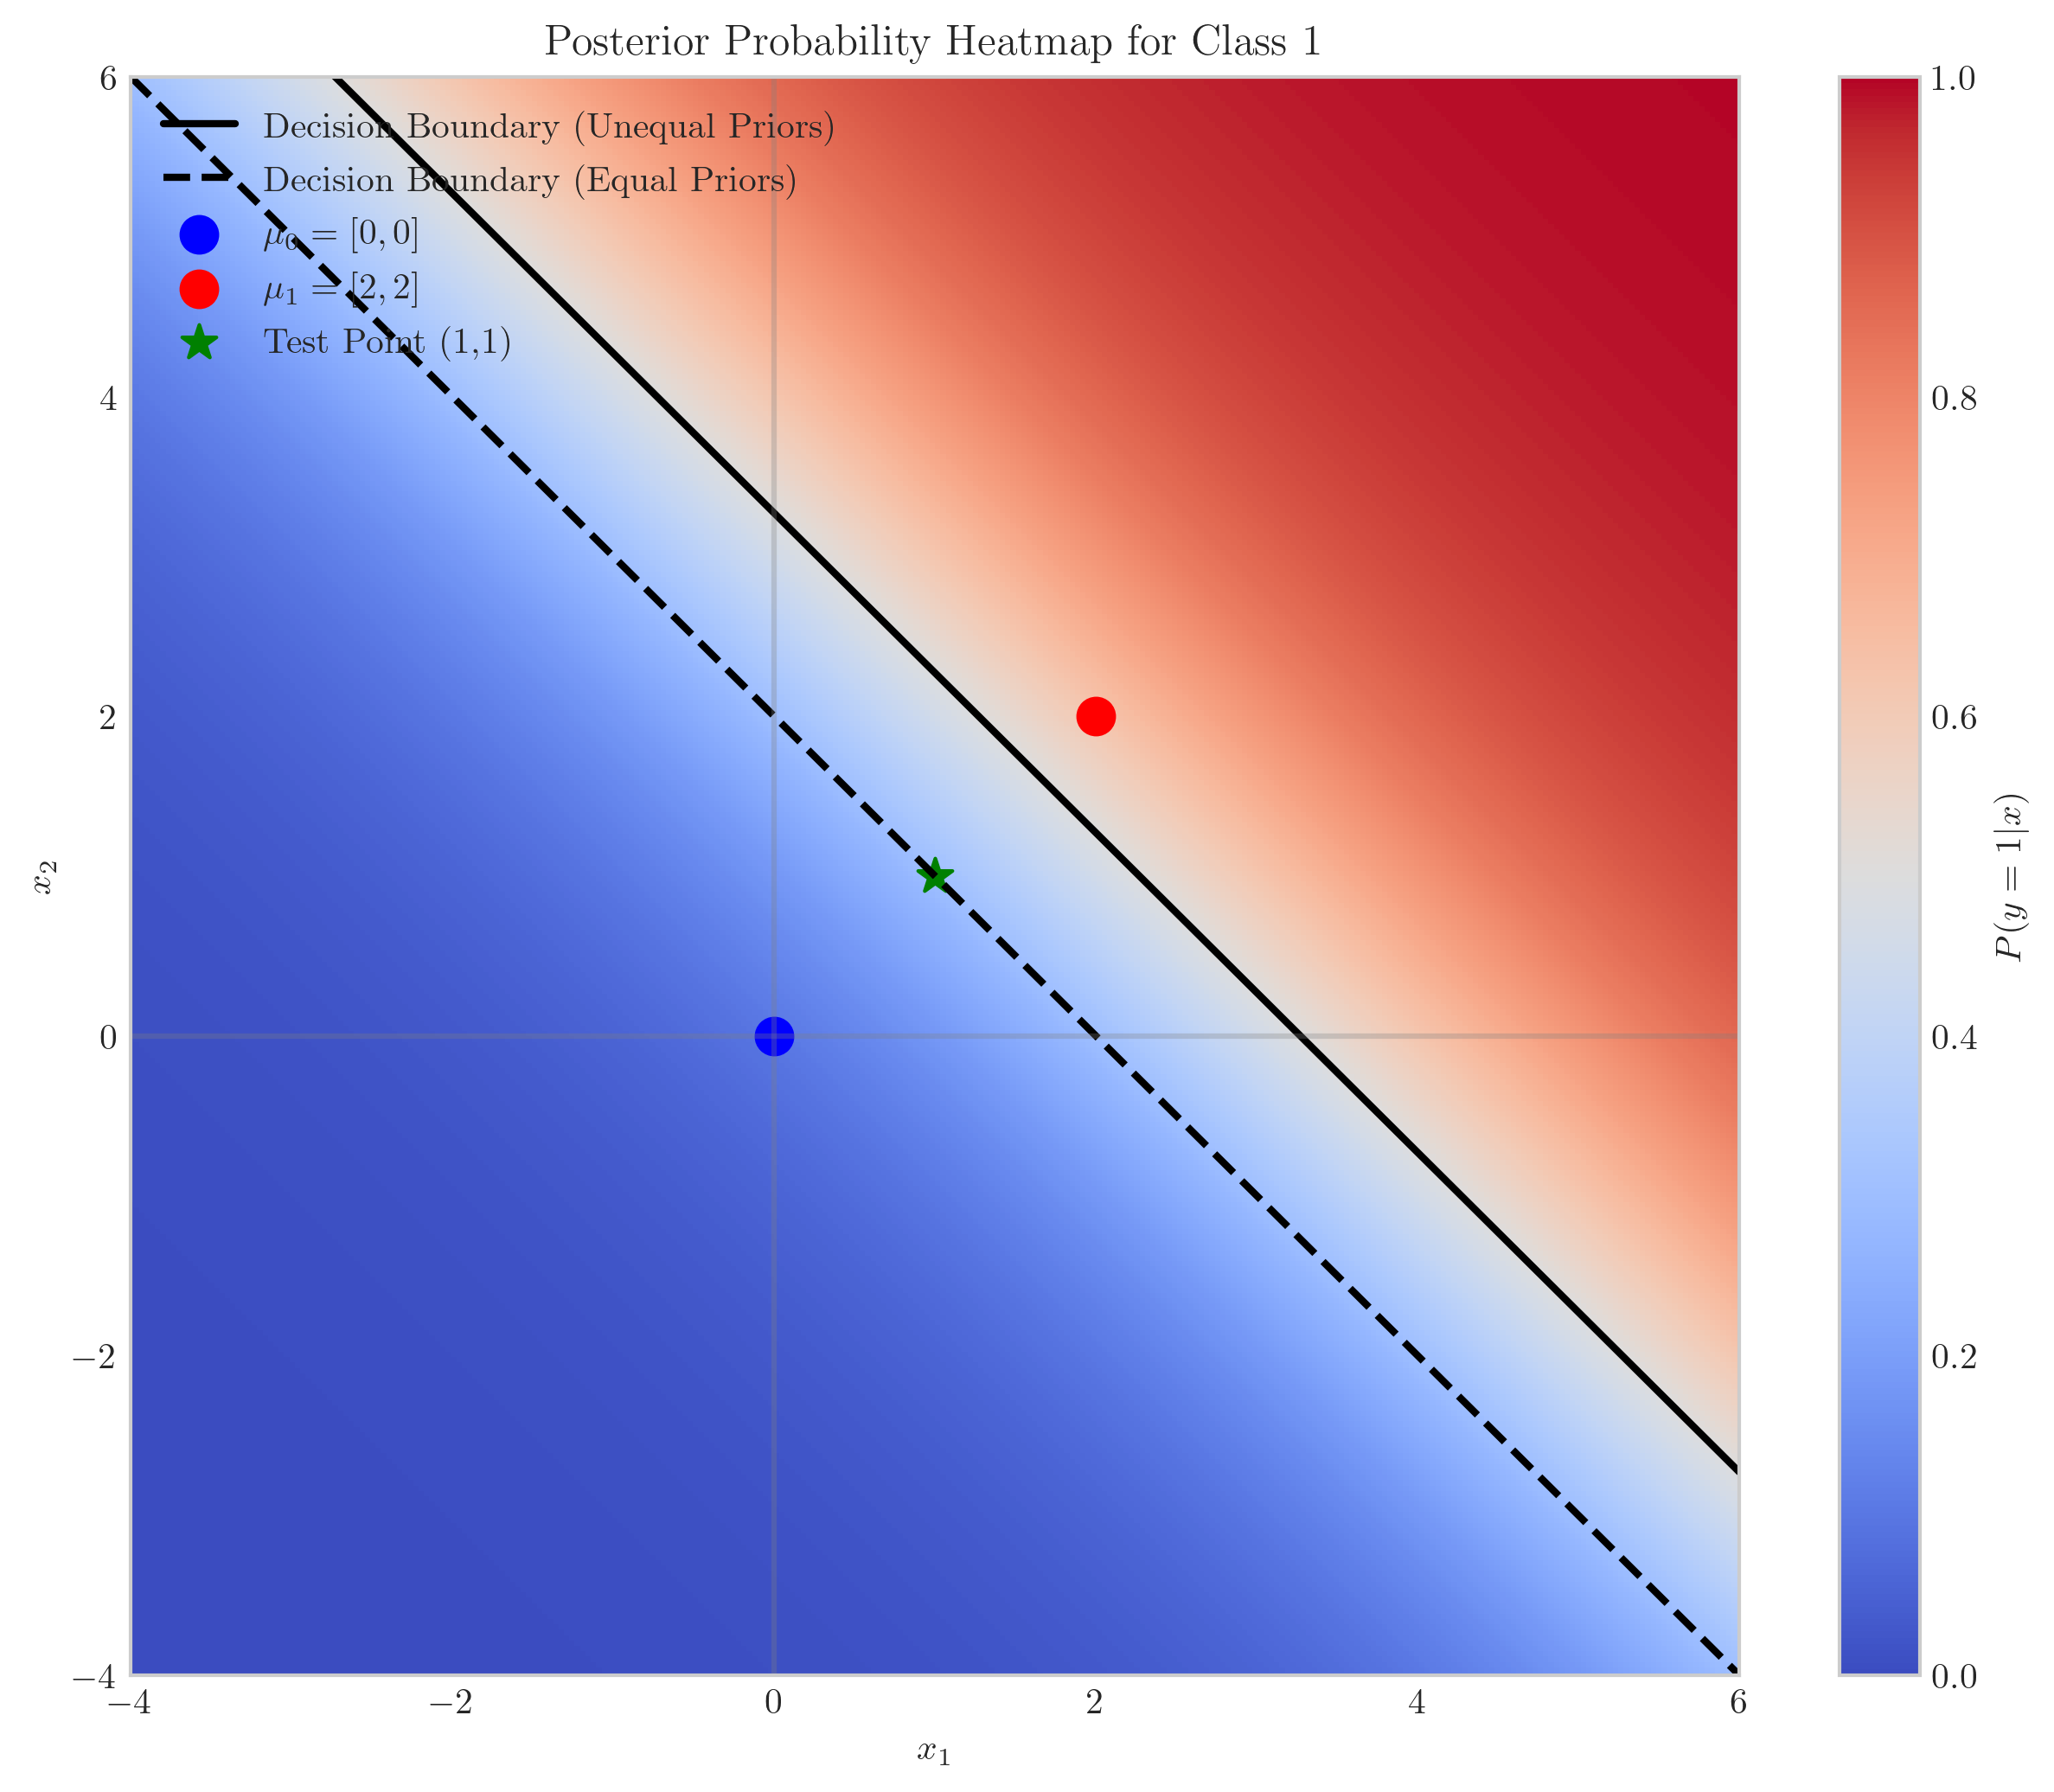 Posterior Probability Heatmap for Class 1
Decision Boundary (Unequal Priors)
Decision Boundary (Equal Priors)
μ₀ = [0, 0]
μ₁ = [2, 2]
Test Point (1,1)
6
4
2
0
−2
−4
x₂
−4
−2
0
2
4
6
x₁
1.0
0.8
0.6
0.4
0.2
0.0
P(y = 1|x)